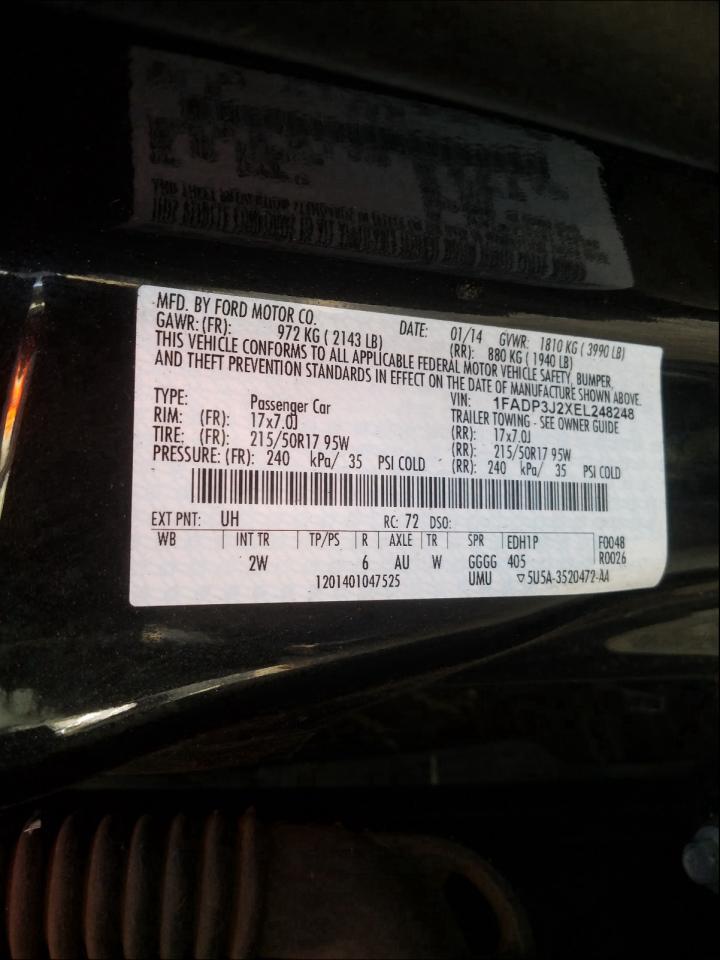 MFD. BY FORD MOTOR CO. DATE: 01/14 GVWR: 1810 KG ( 3990 LB)
GAWR: (FR): 972 KG ( 2143 LB) (RR): 880 KG ( 1940 LB)
THIS VEHICLE CONFORMS TO ALL APPLICABLE FEDERAL MOTOR VEHICLE SAFETY, BUMPER,
AND THEFT PREVENTION STANDARDS IN EFFECT ON THE DATE OF MANUFACTURE SHOWN ABOVE.
VIN: 1FADP3J2XEL248248
TYPE: Passenger Car TRAILER TOWING - SEE OWNER GUIDE
RIM: (FR): 17x7.0J (RR): 17x7.0J
TIRE: (FR): 215/50R17 95W (RR): 215/50R17 95W
PRESSURE: (FR): 240 kPa/ 35 PSI COLD (RR): 240 kPa/ 35 PSI COLD
EXT PNT: UH RC: 72 DSO:
WB INT TR TP/PS R AXLE TR SPR EDH1P F0048
2W 6 AU W GGGG 405 R0026
1201401047525 UMU ▽5U5A-3520472-AA